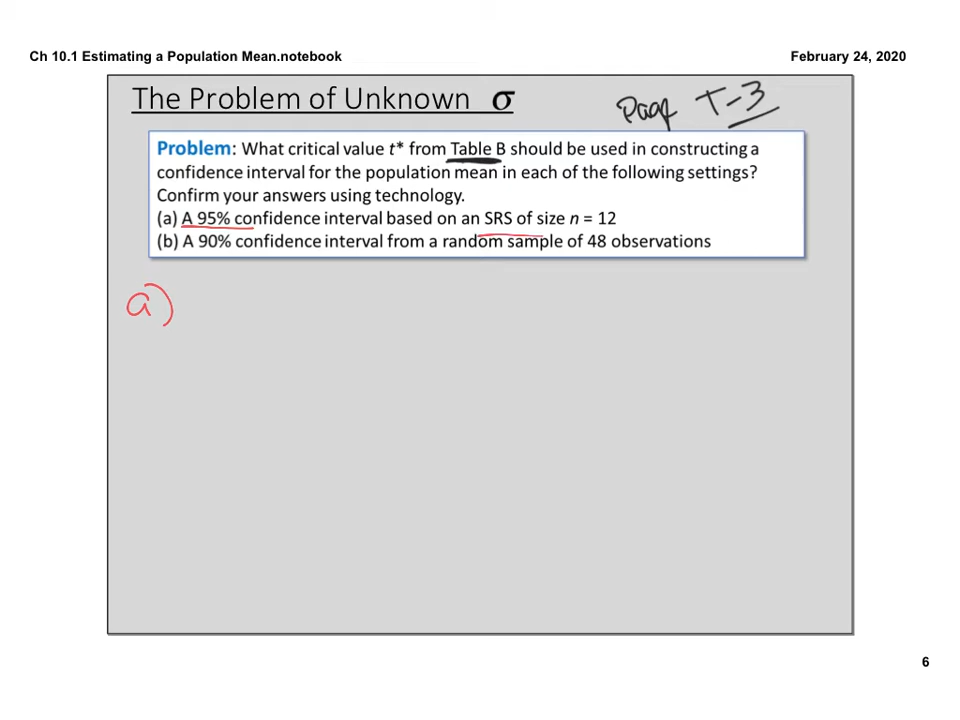 Ch 10.1 Estimating a Population Mean.notebook
February 24, 2020
The Problem of Unknown σ
Page T-3
Problem: What critical value t* from Table B should be used in constructing a
confidence interval for the population mean in each of the following settings?
Confirm your answers using technology.
(a) A 95% confidence interval based on an SRS of size n = 12
(b) A 90% confidence interval from a random sample of 48 observations
a)
6